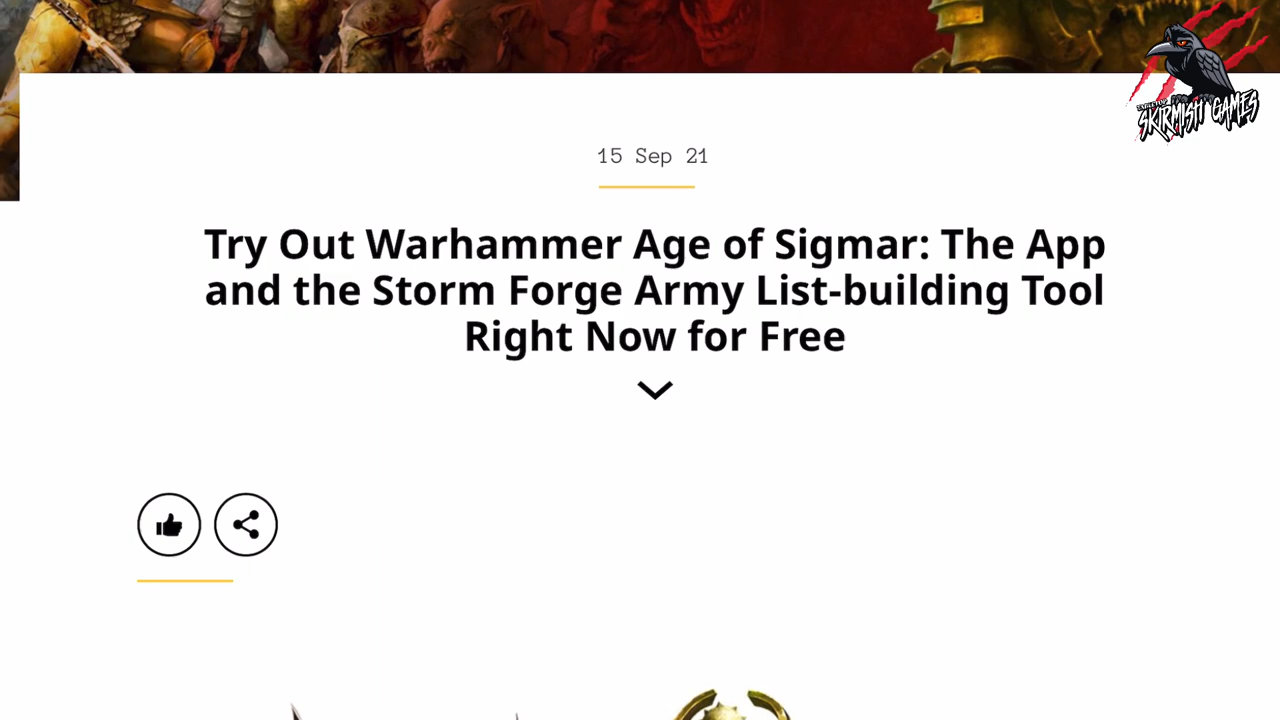 TABLETOP
SKIRMISH GAMES
15 Sep 21
Try Out Warhammer Age of Sigmar: The App
and the Storm Forge Army List-building Tool
Right Now for Free